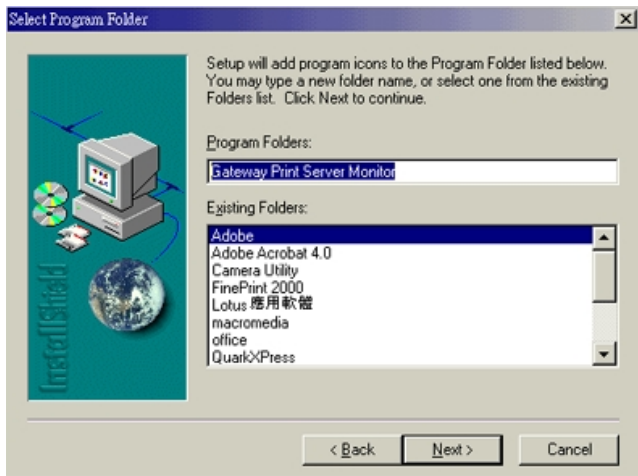 Select Program Folder
Setup will add program icons to the Program Folder listed below.
You may type a new folder name, or select one from the existing
Folders list. Click Next to continue.
Program Folders:
Gateway Print Server Monitor
Existing Folders:
Adobe
Adobe Acrobat 4.0
Camera Utility
FinePrint 2000
Lotus 應用軟體
macromedia
office
QuarkXPress
InstallShield
< Back
Next >
Cancel